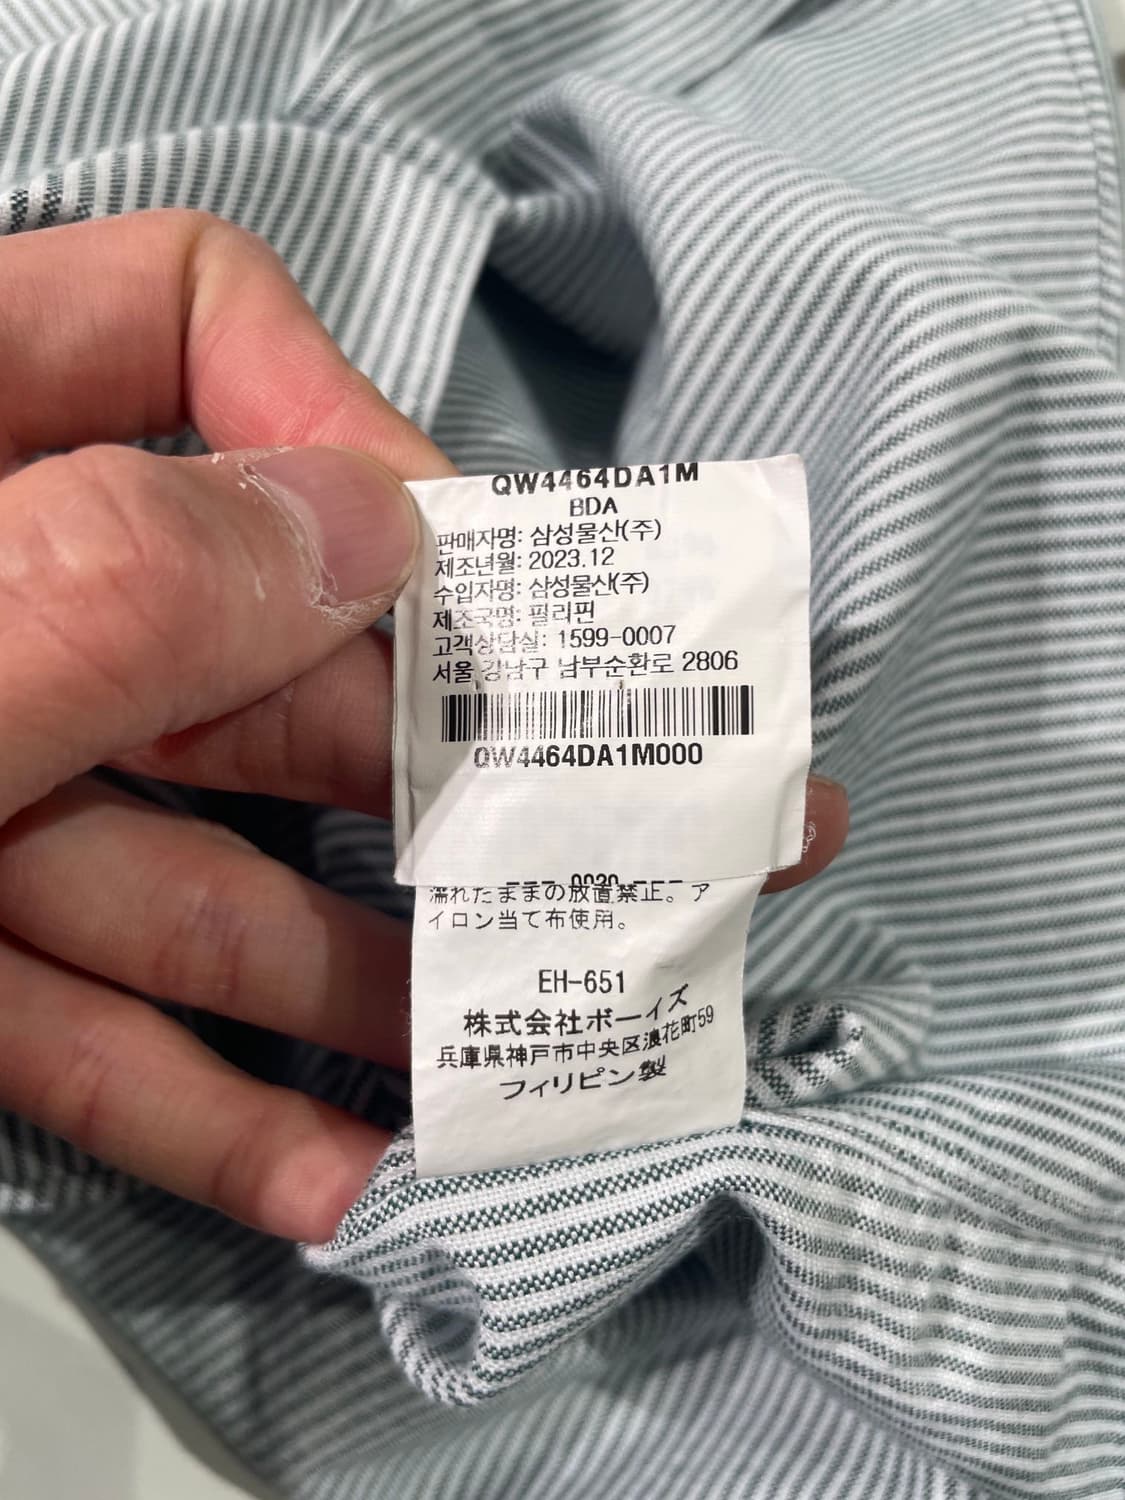 QW4464DA1M
BDA
판매자명: 삼성물산(주)
제조년월: 2023.12
수입자명: 삼성물산(주)
제조국명: 필리핀
고객상담실: 1599-0007
서울 강남구 남부순환로 2806
QW4464DA1M000
濡れたままの放置禁止。ア
イロン当て布使用。
EH-651
株式会社ボーイズ
兵庫県神戸市中央区浪花町59
フィリピン製